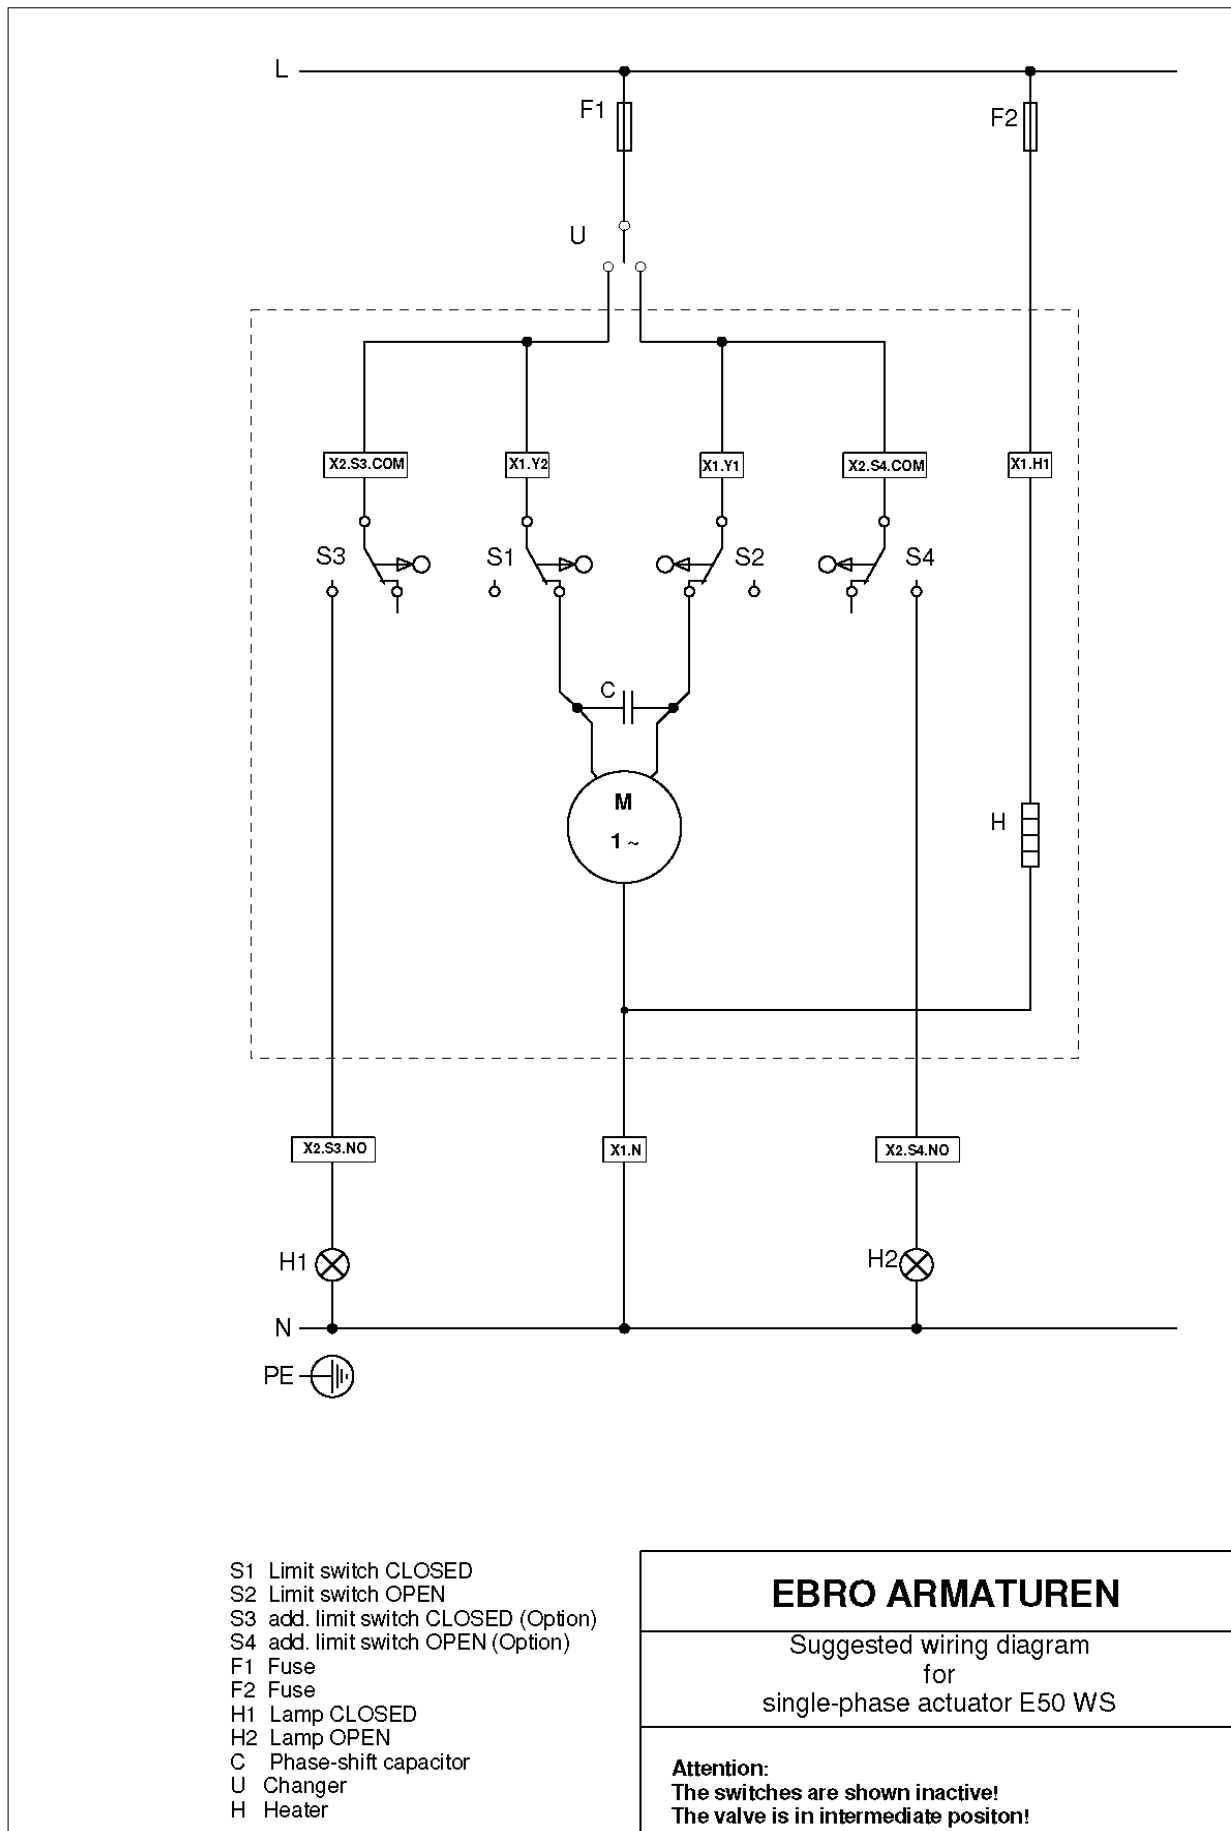 L
F1
F2
U
X2.S3.COM
X1.Y2
X1.Y1
X2.S4.COM
X1.H1
S3
S1
S2
S4
C
M
1 ~
H
X2.S3.NO
X1.N
X2.S4.NO
H1
H2
N
PE
S1 Limit switch CLOSED
S2 Limit switch OPEN
S3 add. limit switch CLOSED (Option)
S4 add. limit switch OPEN (Option)
F1 Fuse
F2 Fuse
H1 Lamp CLOSED
H2 Lamp OPEN
C Phase-shift capacitor
U Changer
H Heater
EBRO ARMATUREN
Suggested wiring diagram
for
single-phase actuator E50 WS
Attention:
The switches are shown inactive!
The valve is in intermediate positon!